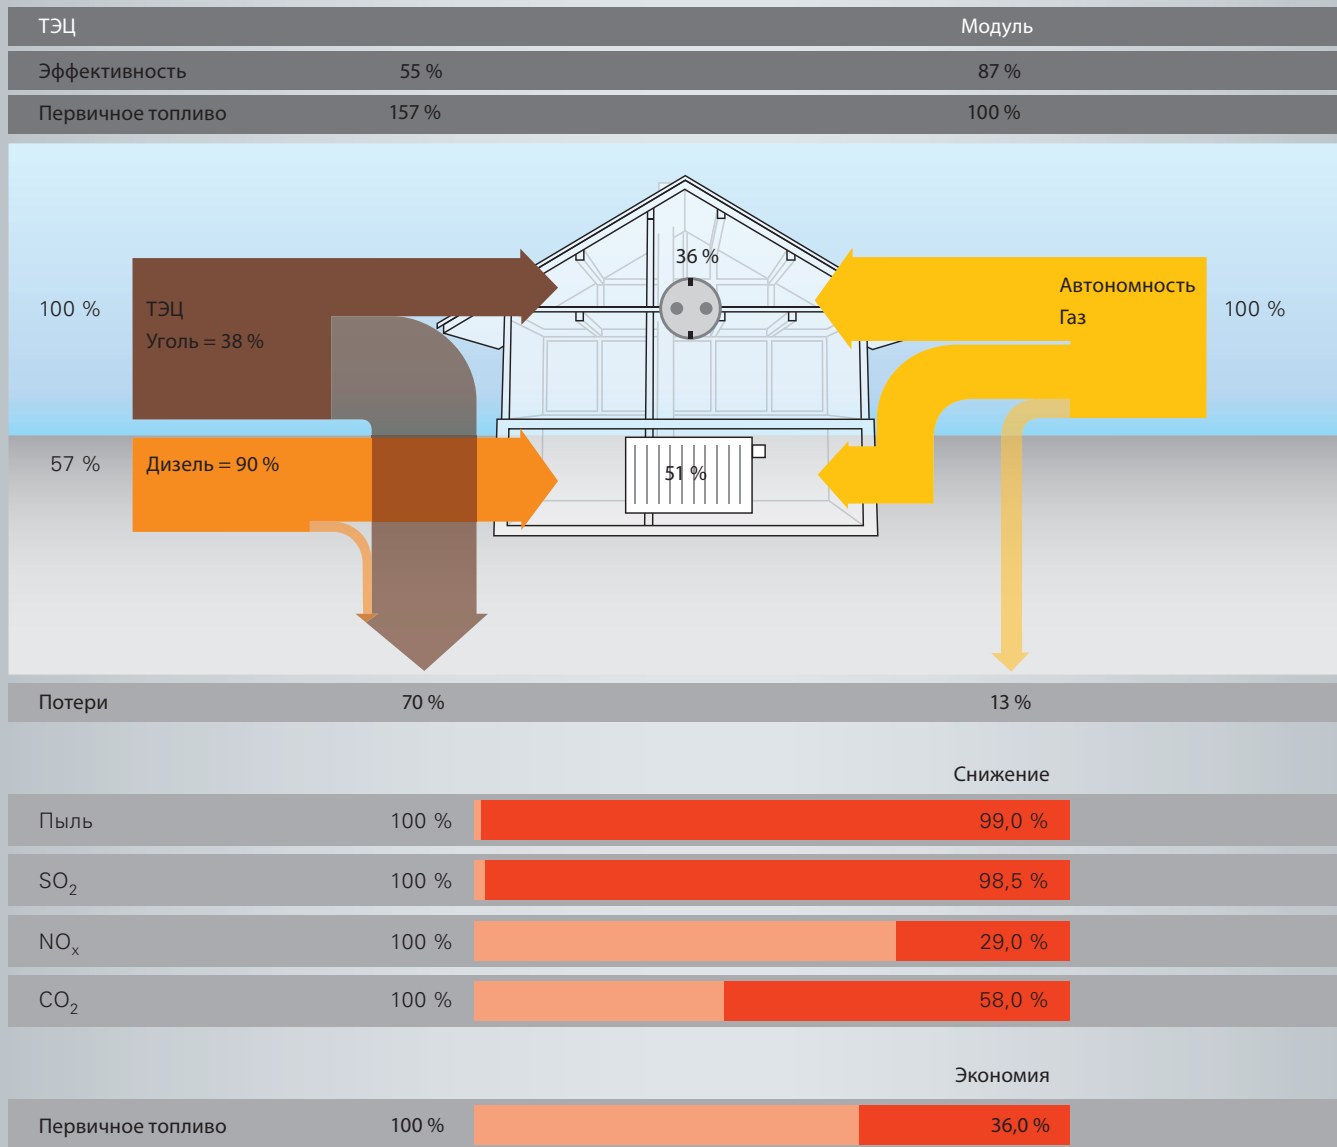 ТЭЦ Модуль
Эффективность 55 % 87 %
Первичное топливо 157 % 100 %
36 %
Автономность
100 % ТЭЦ Газ 100 %
Уголь = 38 %
57 % Дизель = 90 %
51 %
Потери 70 % 13 %
Снижение
Пыль 100 % 99,0 %
SO₂ 100 % 98,5 %
NOₓ 100 % 29,0 %
CO₂ 100 % 58,0 %
Экономия
Первичное топливо 100 % 36,0 %